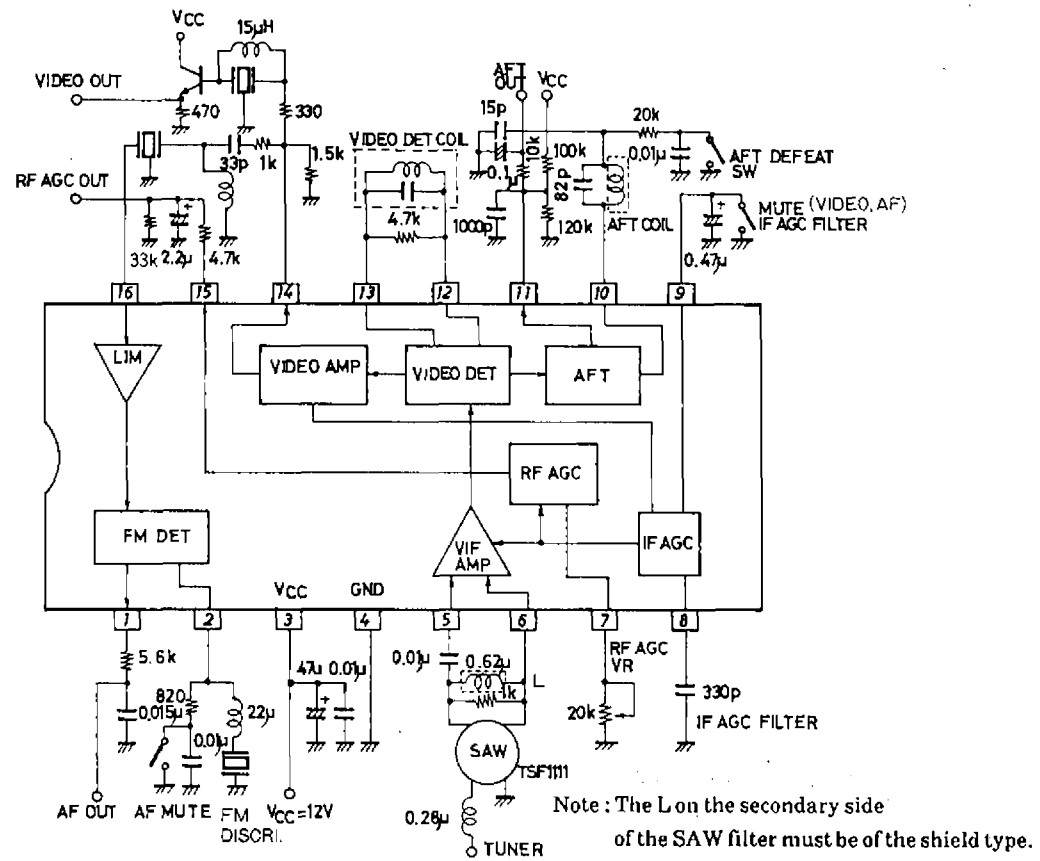 VCC
15μH
VIDEO OUT
470
330
33p
1k
1.5k
RF AGC OUT
33k
2.2μ
+
4.7k
VIDEO DET COIL
4.7k
AFT OUT
VCC
15p
0.1μ
10k
100k
1000p
120k
82p
AFT COIL
20k
0.01μ
AFT DEFEAT SW
MUTE (VIDEO, AF)
IF AGC FILTER
+
0.47μ
16
15
14
13
12
11
10
9
LIM
VIDEO AMP
VIDEO DET
AFT
RF AGC
FM DET
VIF AMP
IF AGC
VCC
GND
1
2
3
4
5
6
7
8
5.6k
0.015μ
820
0.01μ
22μ
47μ
+
0.01μ
0.01μ
0.62μ
L
1k
RF AGC VR
20k
330p
IF AGC FILTER
SAW
TSF1111
0.28μ
TUNER
AF OUT
AF MUTE
FM DISCRI.
VCC=12V
Note : The L on the secondary side
of the SAW filter must be of the shield type.